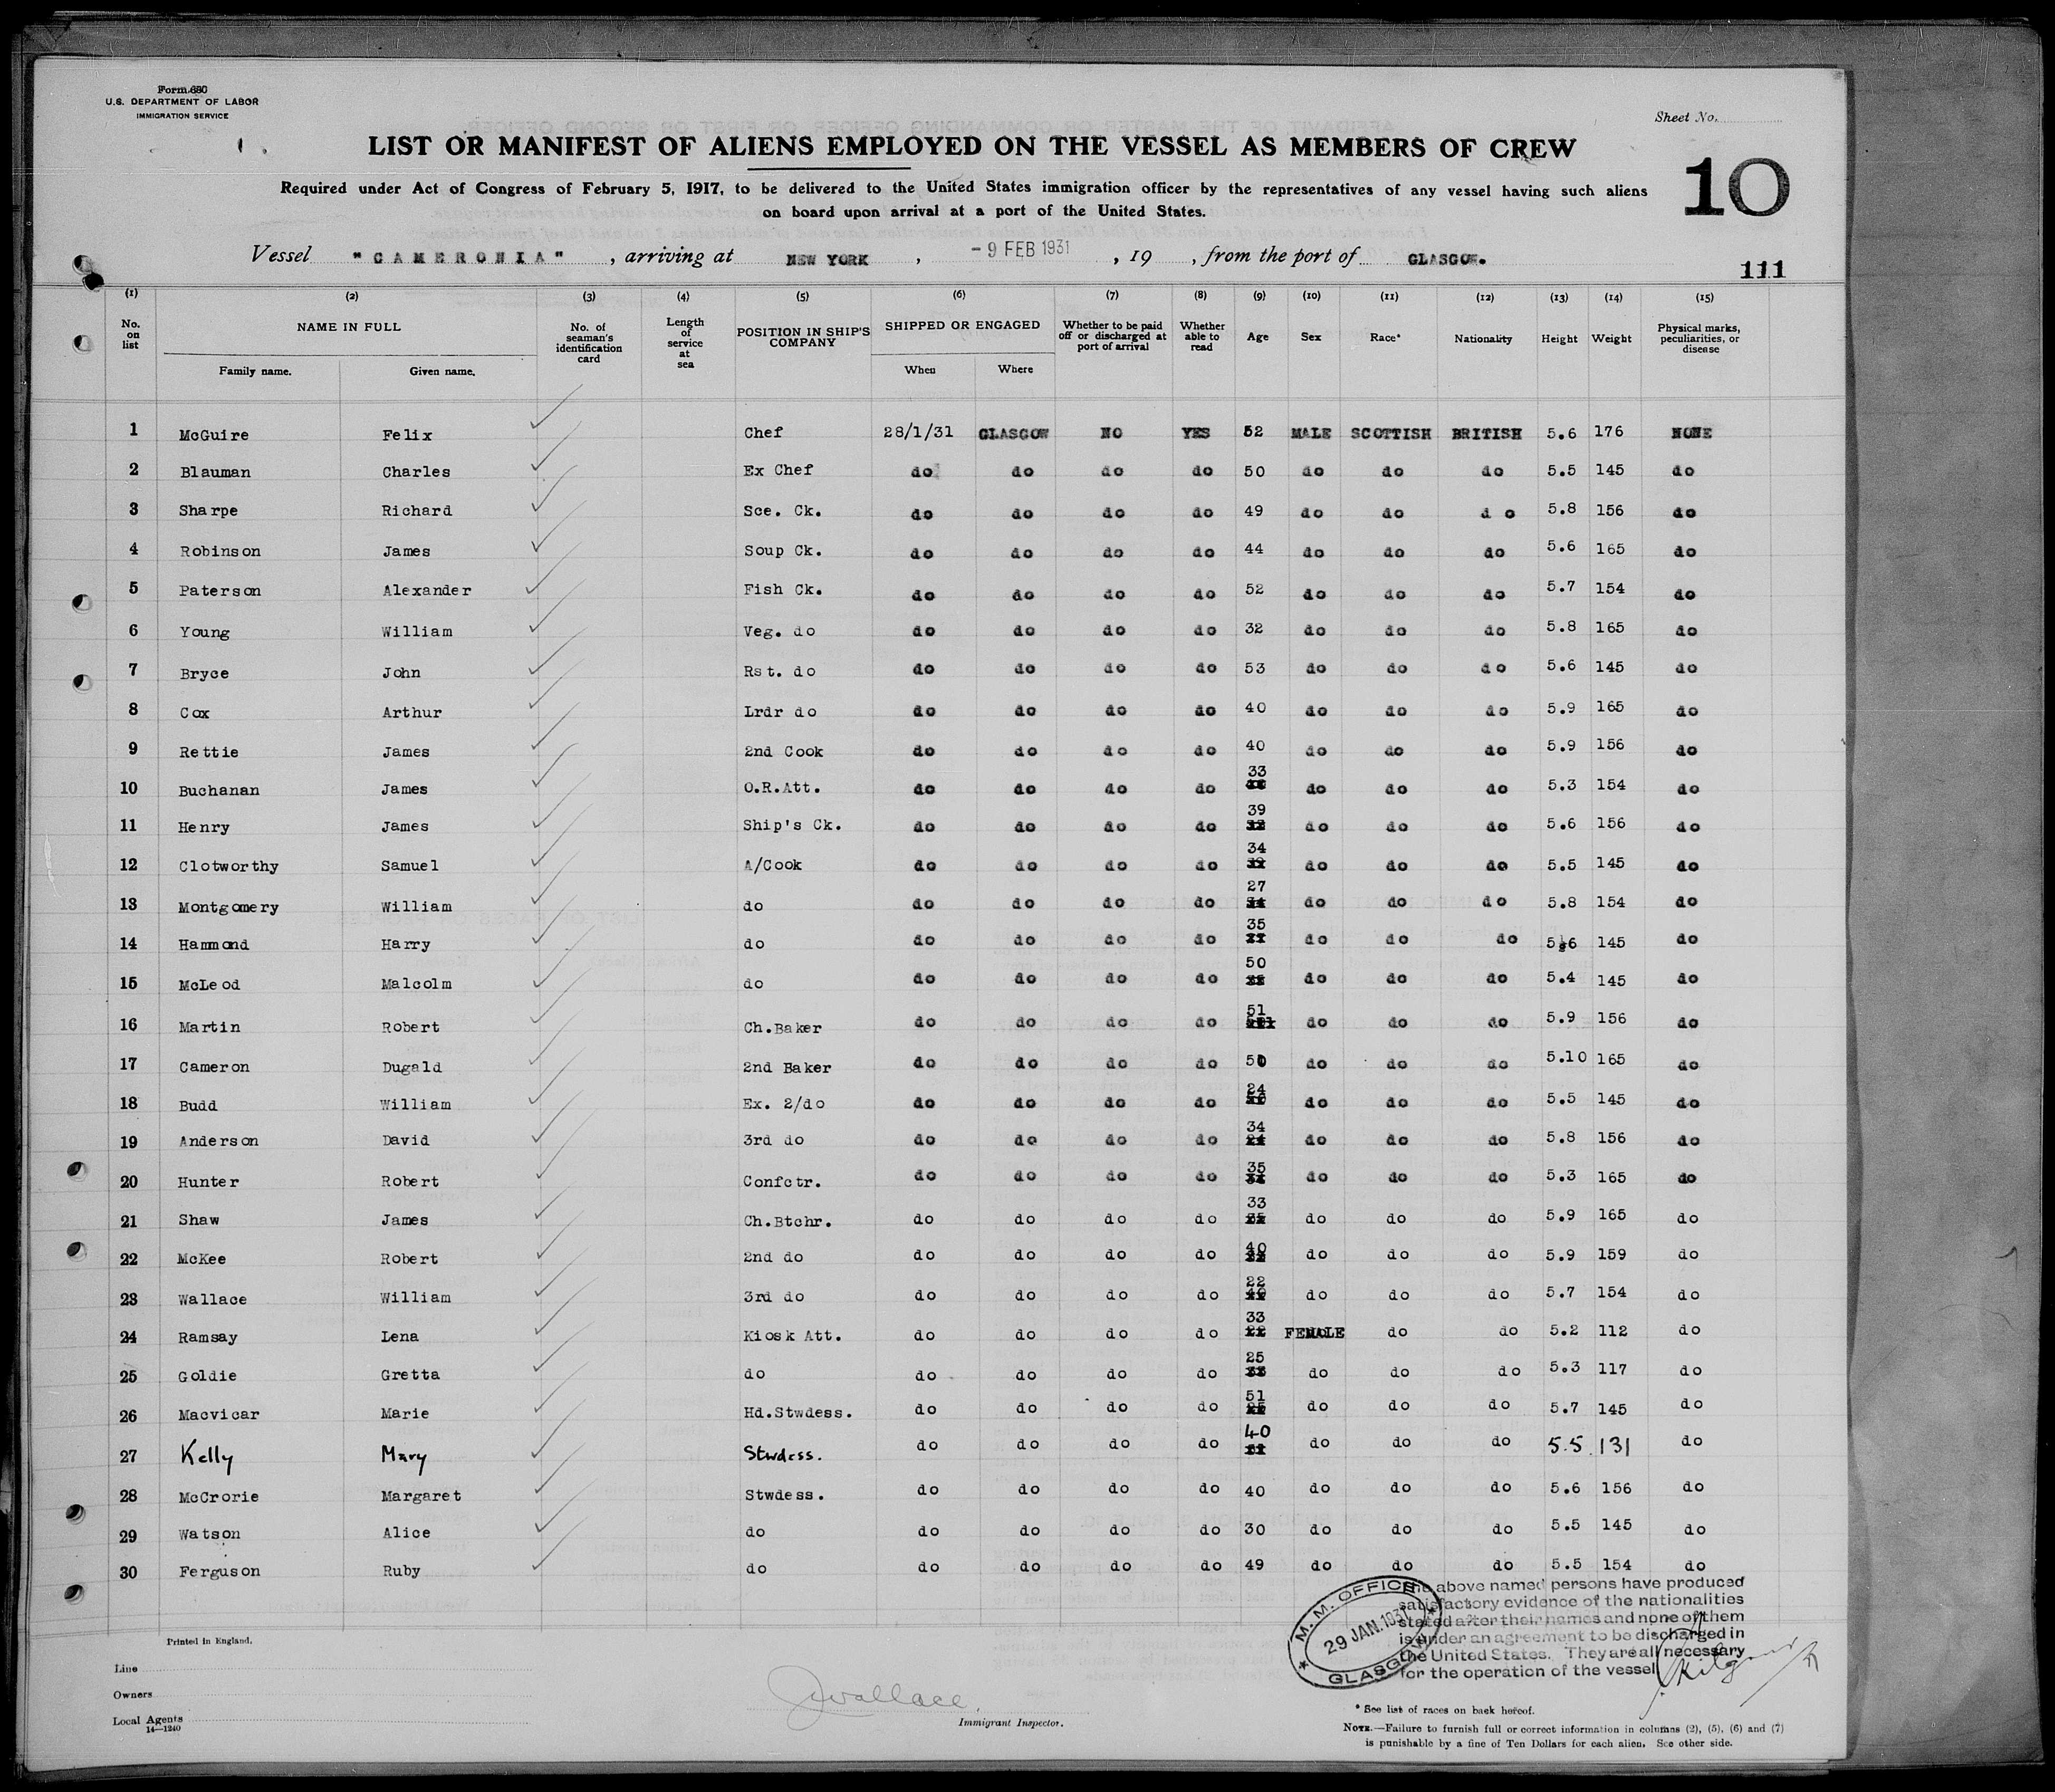 Form 680
U.S. DEPARTMENT OF LABOR
IMMIGRATION SERVICE
Sheet No.
LIST OR MANIFEST OF ALIENS EMPLOYED ON THE VESSEL AS MEMBERS OF CREW
10
Required under Act of Congress of February 5, 1917, to be delivered to the United States immigration officer by the representatives of any vessel having such aliens
on board upon arrival at a port of the United States.
Vessel "CAMERONIA", arriving at NEW YORK, - 9 FEB 1931, 19 , from the port of GLASGOW.
111
(1) (2) (3) (4) (5) (6) (7) (8) (9) (10) (11) (12) (13) (14) (15)
No. on list NAME IN FULL No. of seaman's identification card Length of service at sea POSITION IN SHIP'S COMPANY SHIPPED OR ENGAGED Whether to be paid off or discharged at port of arrival Whether able to read Age Sex Race* Nationality Height Weight Physical marks, peculiarities, or disease
Family name. Given name. When Where
1 McGuire Felix Chef 28/1/31 GLASGOW NO YES 52 MALE SCOTTISH BRITISH 5.6 176 NONE
2 Blauman Charles Ex Chef do do do do 50 do do do 5.5 145 do
3 Sharpe Richard Sce. Ck. do do do do 49 do do do 5.8 156 do
4 Robinson James Soup Ck. do do do do 44 do do do 5.6 165 do
5 Paterson Alexander Fish Ck. do do do do 52 do do do 5.7 154 do
6 Young William Veg. do do do do do 32 do do do 5.8 165 do
7 Bryce John Rst. do do do do do 53 do do do 5.6 145 do
8 Cox Arthur Lrdr do do do do do 40 do do do 5.9 165 do
9 Rettie James 2nd Cook do do do do 40 do do do 5.9 156 do
10 Buchanan James O.R.Att. do do do do 33 do do do 5.3 154 do
11 Henry James Ship's Ck. do do do do 39 do do do 5.6 156 do
12 Clotworthy Samuel A/Cook do do do do 34 do do do 5.5 145 do
13 Montgomery William do do do do do 27 do do do 5.8 154 do
14 Hammond Harry do do do do do 35 do do do 5.6 145 do
15 McLeod Malcolm do do do do do 50 do do do 5.4 145 do
16 Martin Robert Ch.Baker do do do do 51 do do do 5.9 156 do
17 Cameron Dugald 2nd Baker do do do do do do do 5.10 165 do
18 Budd William Ex. 2/do do do do do 24 do do do 5.5 145 do
19 Anderson David 3rd do do do do do 34 do do do 5.8 156 do
20 Hunter Robert Confctr. do do do do 35 do do do 5.3 165 do
21 Shaw James Ch.Btchr. do do do do 33 do do do 5.9 165 do
22 McKee Robert 2nd do do do do do 40 do do do 5.9 159 do
23 Wallace William 3rd do do do do do 22 do do do 5.7 154 do
24 Ramsay Lena Kiosk Att. do do do do 33 FEMALE do do 5.2 112 do
25 Goldie Gretta do do do do do 25 do do do 5.3 117 do
26 Macvicar Marie Hd.Stwdess. do do do do 51 do do do 5.7 145 do
27 Kelly Mary Stwdess. do do do do 40 do do do 5.5 131 do
28 McCrorie Margaret Stwdess. do do do do 40 do do do 5.6 156 do
29 Watson Alice do do do do do 30 do do do 5.5 145 do
30 Ferguson Ruby do do do do do 49 do do do 5.5 154 do
The above named persons have produced
satisfactory evidence of the nationalities
stated after their names and none of them
is under an agreement to be discharged in
the United States. They are all necessary
for the operation of the vessel
M.M. OFFICE
29 JAN. 1931
GLASGOW
Printed in England.
Line
Owners
Local Agents
14—1240
JWallace.
Immigrant Inspector.
* See list of races on back hereof.
NOTE.—Failure to furnish full or correct information in columns (2), (5), (6) and (7)
is punishable by a fine of Ten Dollars for each alien. See other side.